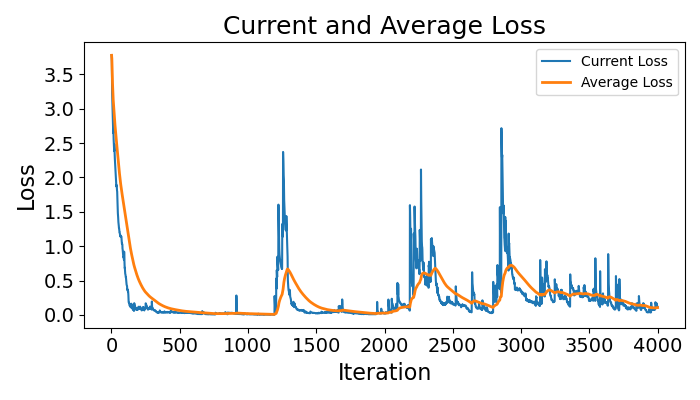 Current and Average Loss
Current Loss
Average Loss
Loss
3.5
3.0
2.5
2.0
1.5
1.0
0.5
0.0
0 500 1000 1500 2000 2500 3000 3500 4000
Iteration